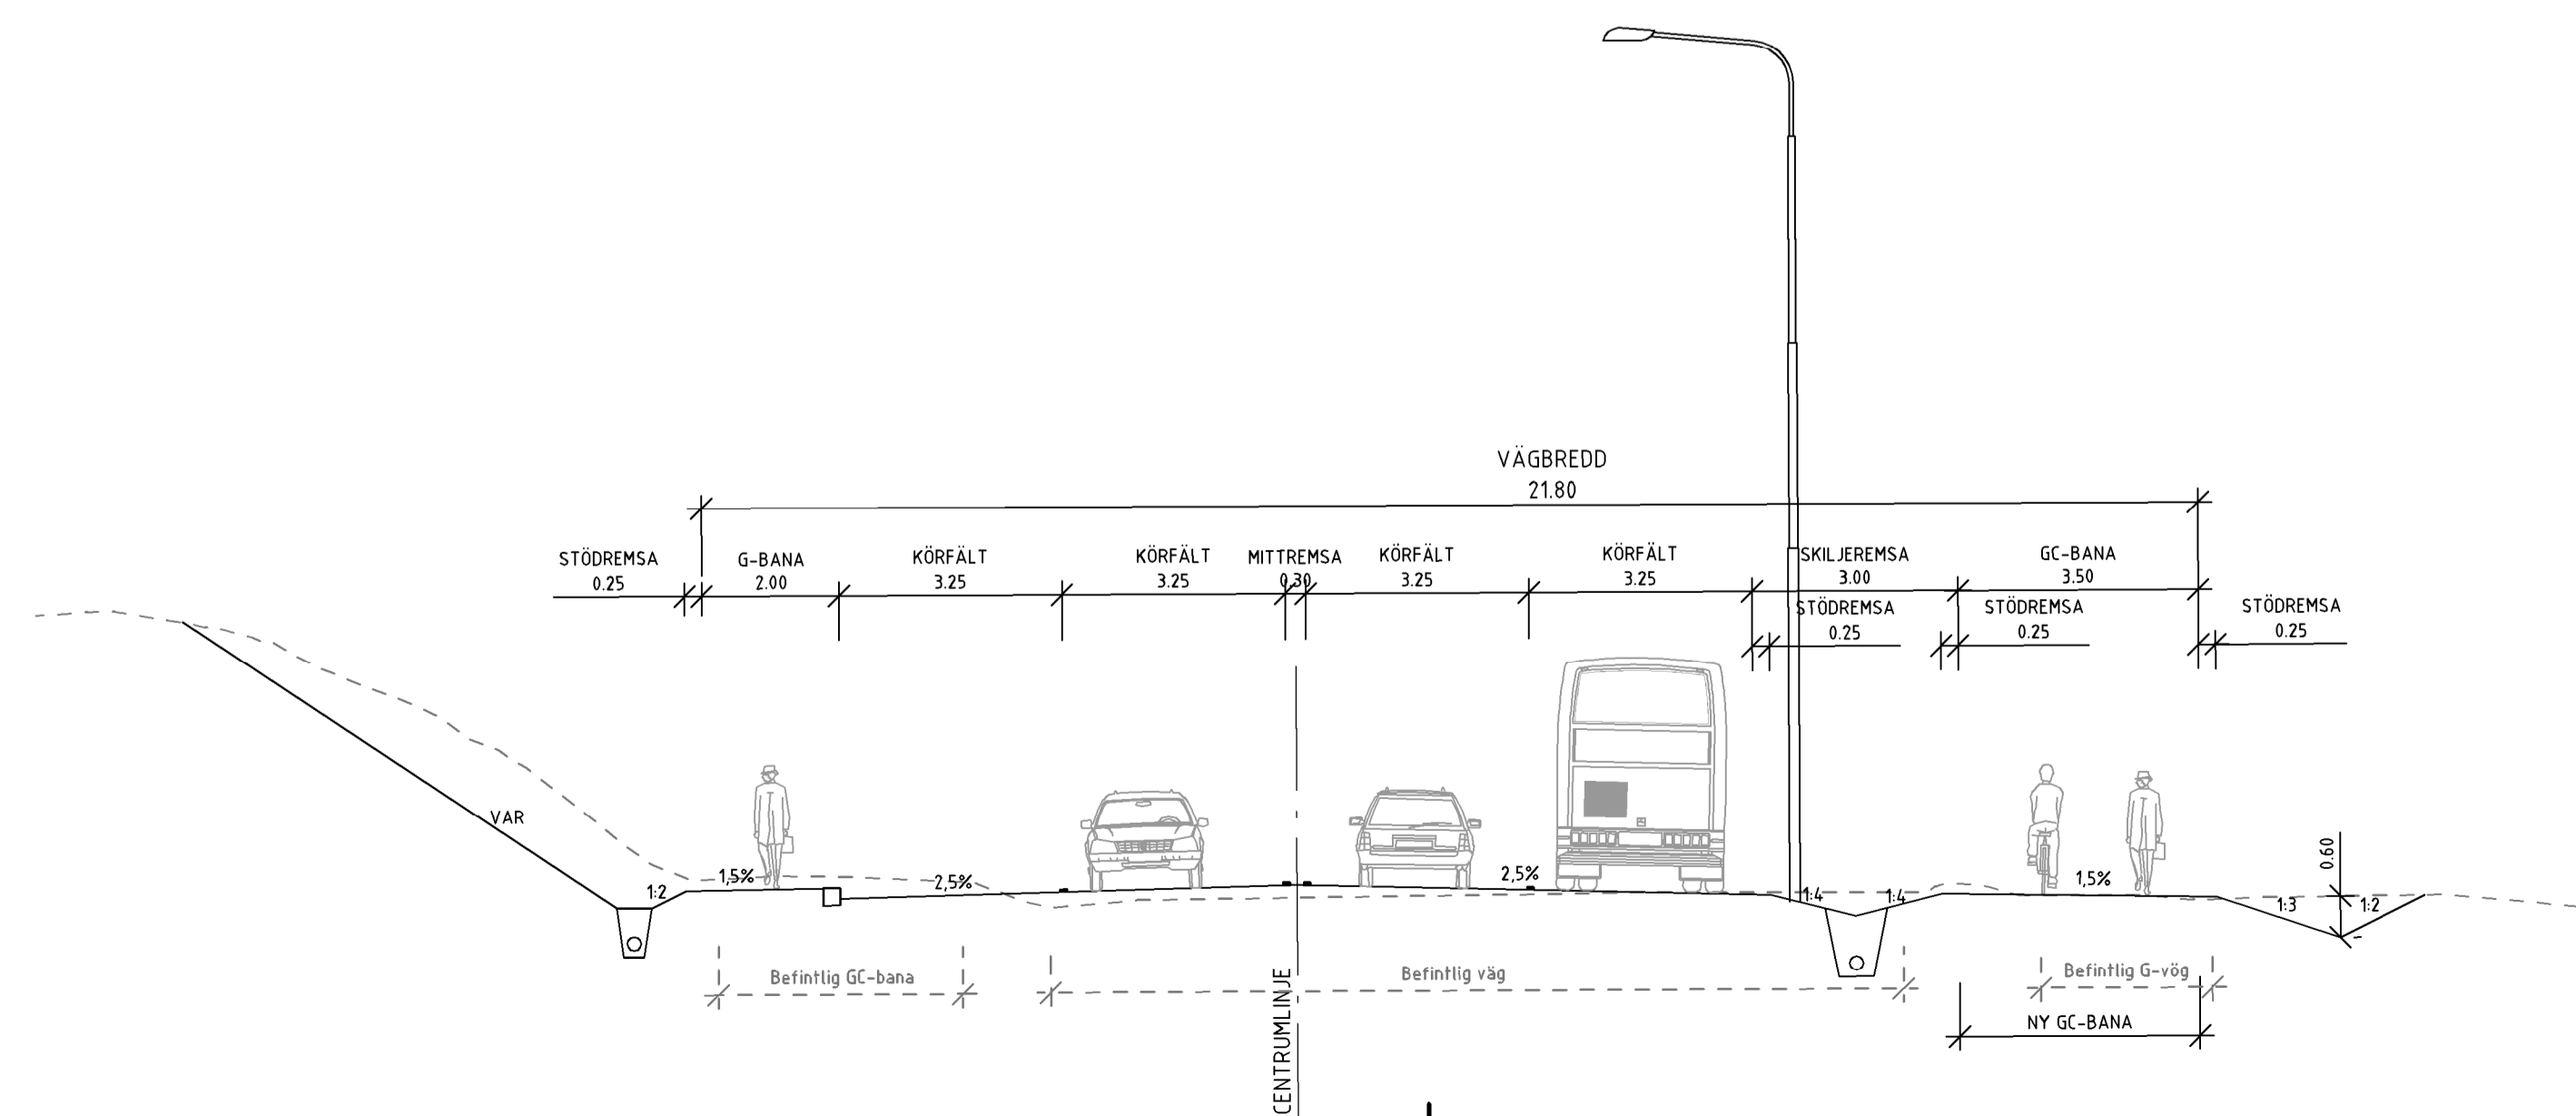 VÄGBREDD
21.80
STÖDREMSA
0.25
G-BANA
2.00
KÖRFÄLT
3.25
KÖRFÄLT
3.25
MITTREMSA
0.30
KÖRFÄLT
3.25
KÖRFÄLT
3.25
SKILJEREMSA
3.00
GC-BANA
3.50
STÖDREMSA
0.25
STÖDREMSA
0.25
STÖDREMSA
0.25
VAR
1:2
1,5%
2,5%
2,5%
1:4
1:4
1,5%
1:3
0.60
1:2
Befintlig GC-bana
Befintlig väg
Befintlig G-vög
NY GC-BANA
CENTRUMLINJE